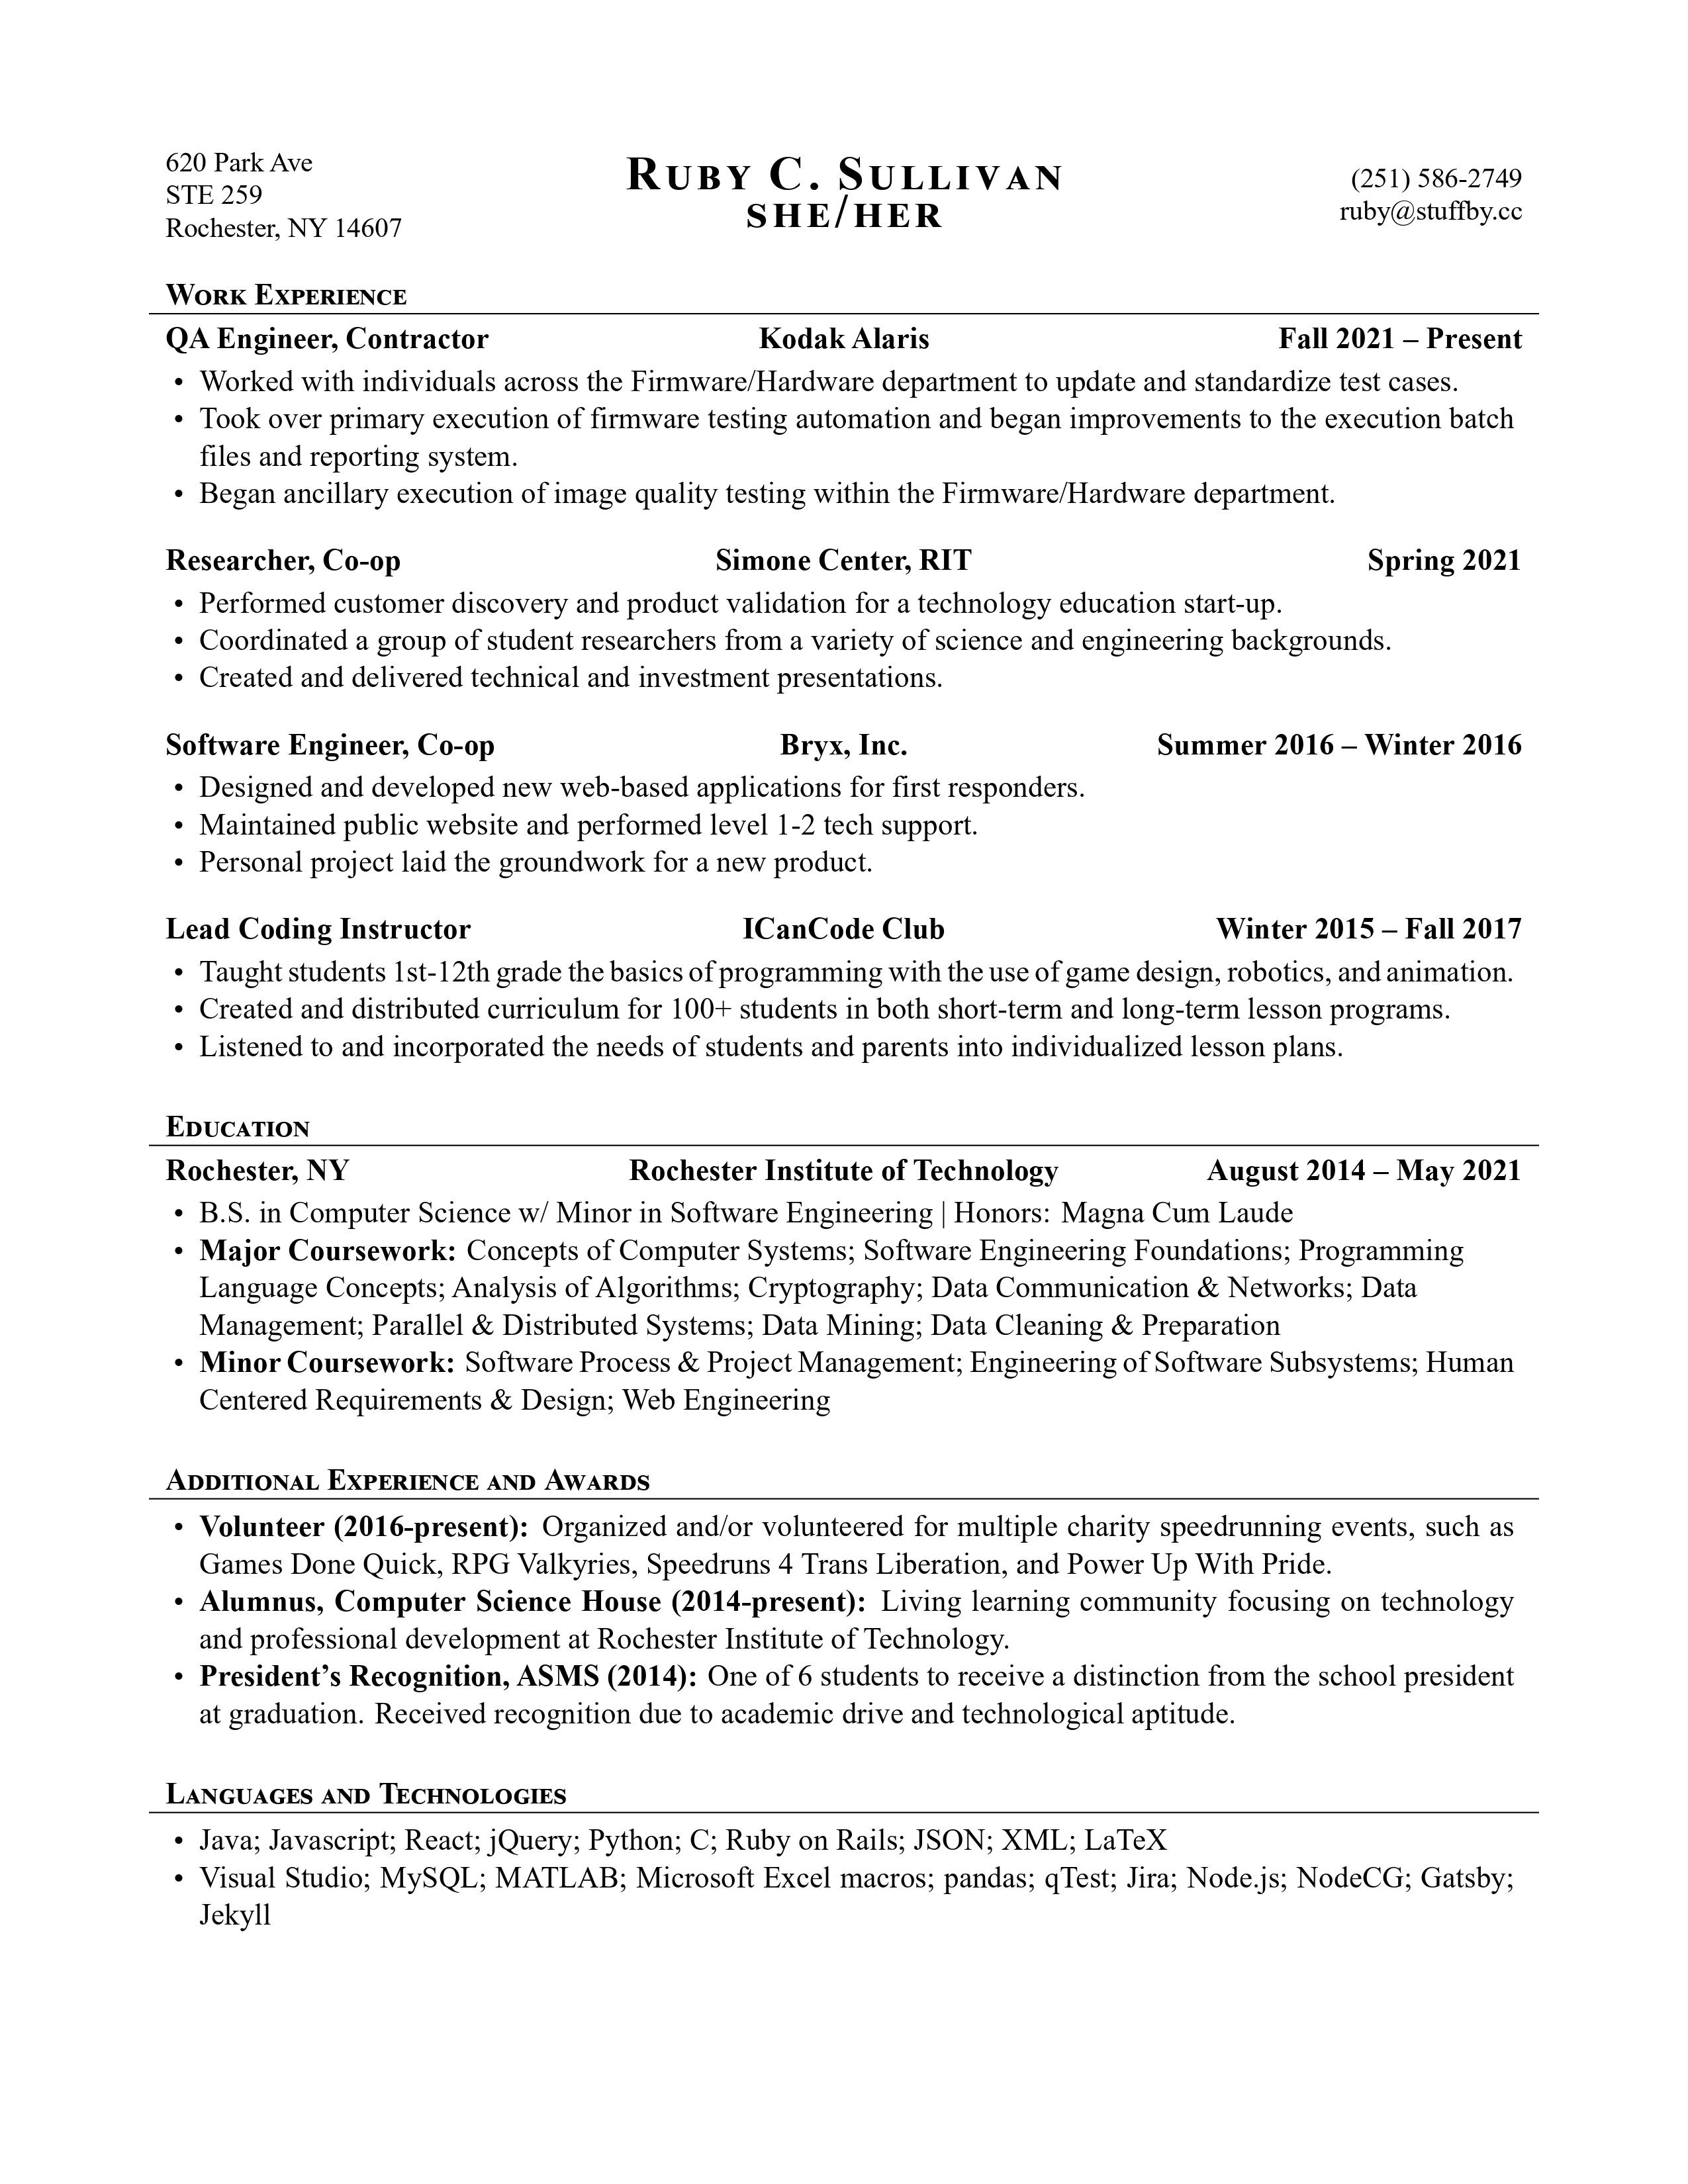 620 Park Ave
STE 259
Rochester, NY 14607
Ruby C. Sullivan
she/her
(251) 586-2749
ruby@stuffby.cc
Work Experience
QA Engineer, Contractor Kodak Alaris Fall 2021 – Present
• Worked with individuals across the Firmware/Hardware department to update and standardize test cases.
• Took over primary execution of firmware testing automation and began improvements to the execution batch
files and reporting system.
• Began ancillary execution of image quality testing within the Firmware/Hardware department.
Researcher, Co-op Simone Center, RIT Spring 2021
• Performed customer discovery and product validation for a technology education start-up.
• Coordinated a group of student researchers from a variety of science and engineering backgrounds.
• Created and delivered technical and investment presentations.
Software Engineer, Co-op Bryx, Inc. Summer 2016 – Winter 2016
• Designed and developed new web-based applications for first responders.
• Maintained public website and performed level 1-2 tech support.
• Personal project laid the groundwork for a new product.
Lead Coding Instructor ICanCode Club Winter 2015 – Fall 2017
• Taught students 1st-12th grade the basics of programming with the use of game design, robotics, and animation.
• Created and distributed curriculum for 100+ students in both short-term and long-term lesson programs.
• Listened to and incorporated the needs of students and parents into individualized lesson plans.
Education
Rochester, NY Rochester Institute of Technology August 2014 – May 2021
• B.S. in Computer Science w/ Minor in Software Engineering | Honors: Magna Cum Laude
• Major Coursework: Concepts of Computer Systems; Software Engineering Foundations; Programming
Language Concepts; Analysis of Algorithms; Cryptography; Data Communication & Networks; Data
Management; Parallel & Distributed Systems; Data Mining; Data Cleaning & Preparation
• Minor Coursework: Software Process & Project Management; Engineering of Software Subsystems; Human
Centered Requirements & Design; Web Engineering
Additional Experience and Awards
• Volunteer (2016-present): Organized and/or volunteered for multiple charity speedrunning events, such as
Games Done Quick, RPG Valkyries, Speedruns 4 Trans Liberation, and Power Up With Pride.
• Alumnus, Computer Science House (2014-present): Living learning community focusing on technology
and professional development at Rochester Institute of Technology.
• President’s Recognition, ASMS (2014): One of 6 students to receive a distinction from the school president
at graduation. Received recognition due to academic drive and technological aptitude.
Languages and Technologies
• Java; Javascript; React; jQuery; Python; C; Ruby on Rails; JSON; XML; LaTeX
• Visual Studio; MySQL; MATLAB; Microsoft Excel macros; pandas; qTest; Jira; Node.js; NodeCG; Gatsby;
Jekyll